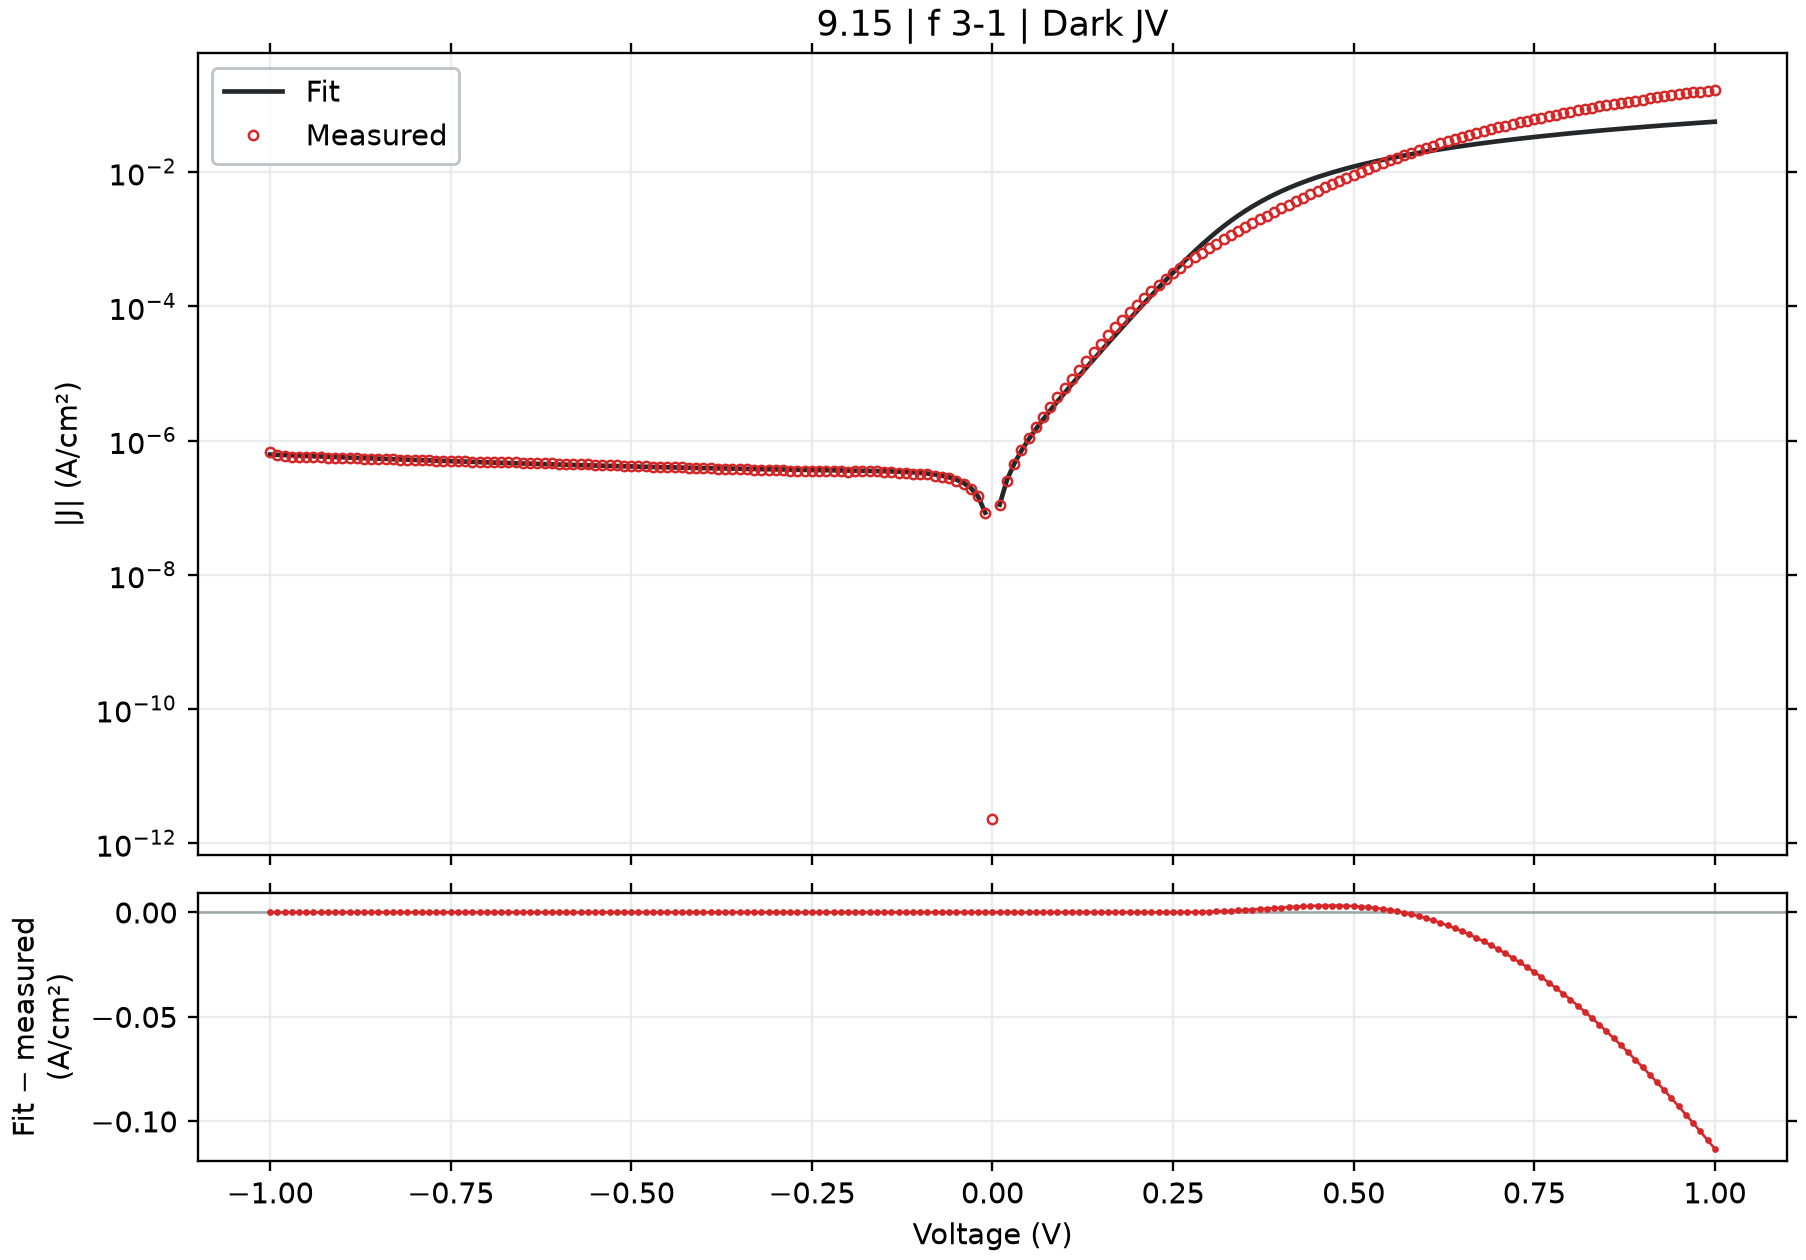 9.15 | f 3-1 | Dark JV
Fit
Measured
|J| (A/cm²)
10⁻²
10⁻⁴
10⁻⁶
10⁻⁸
10⁻¹⁰
10⁻¹²
Fit − measured
(A/cm²)
0.00
−0.05
−0.10
−1.00 −0.75 −0.50 −0.25 0.00 0.25 0.50 0.75 1.00
Voltage (V)